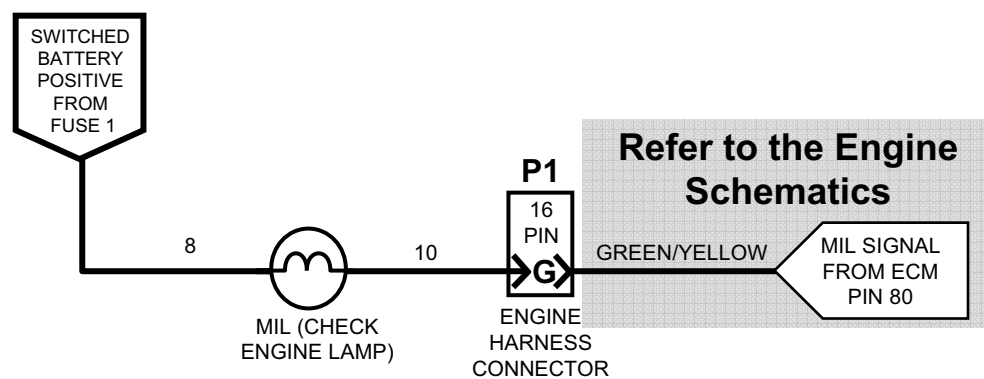 SWITCHED
BATTERY
POSITIVE
FROM
FUSE 1
8
MIL (CHECK
ENGINE LAMP)
10
P1
16
PIN
G
ENGINE
HARNESS
CONNECTOR
Refer to the Engine
Schematics
GREEN/YELLOW
MIL SIGNAL
FROM ECM
PIN 80